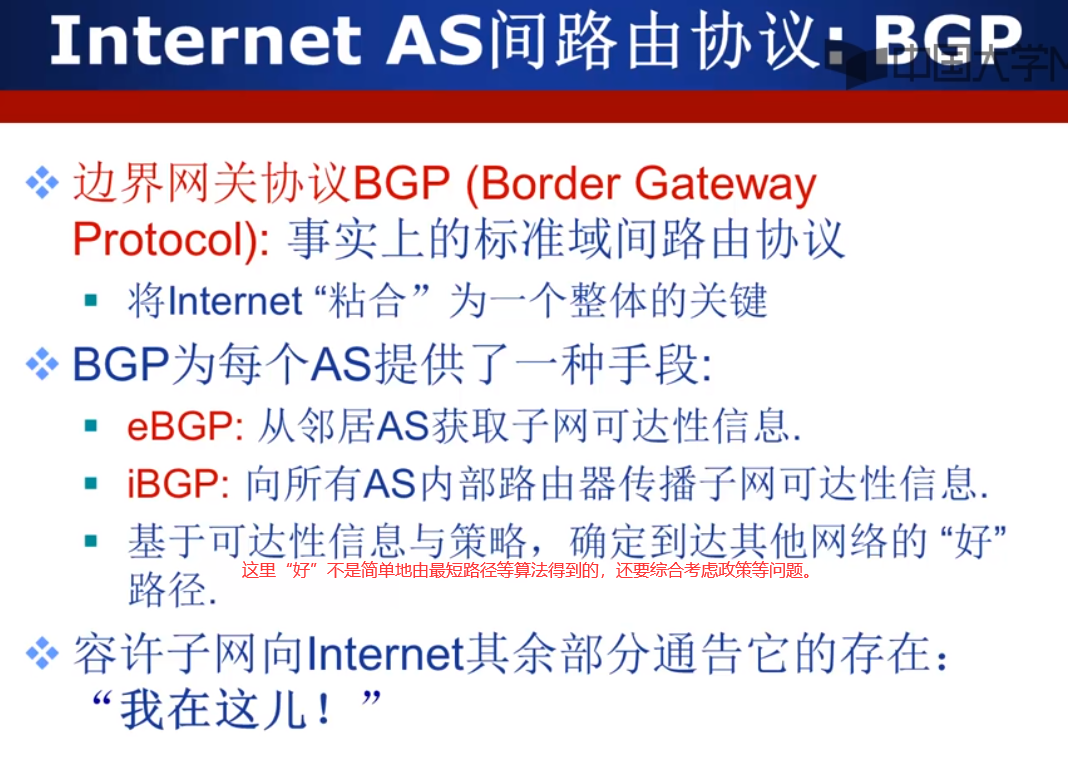 Internet AS间路由协议: BGP
中国大学M
边界网关协议BGP (Border Gateway
Protocol): 事实上的标准域间路由协议
将Internet “粘合”为一个整体的关键
BGP为每个AS提供了一种手段:
eBGP: 从邻居AS获取子网可达性信息.
iBGP: 向所有AS内部路由器传播子网可达性信息.
基于可达性信息与策略，确定到达其他网络的 “好”
这里“好”不是简单地由最短路径等算法得到的，还要综合考虑政策等问题。
路径.
容许子网向Internet其余部分通告它的存在：
“我在这儿！”